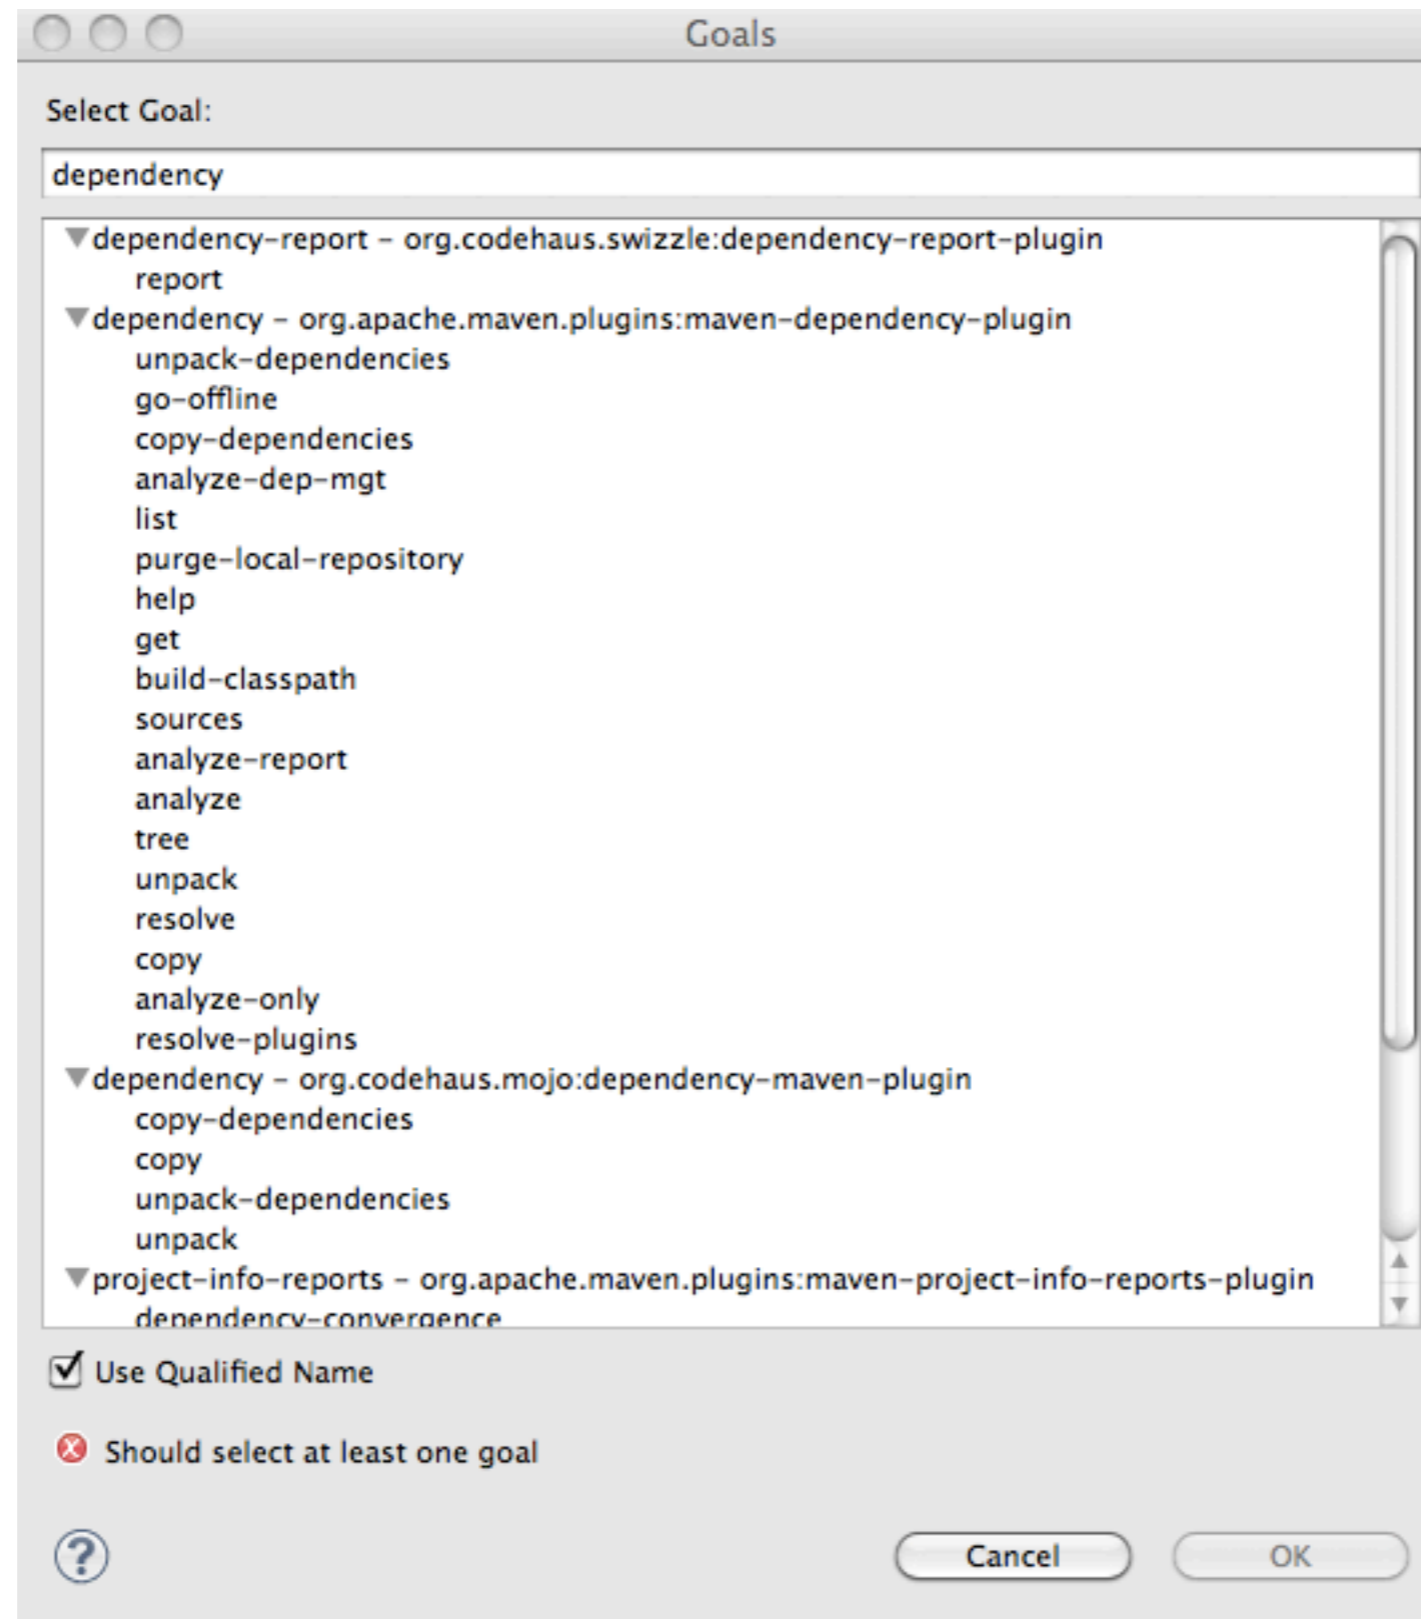 Goals
Select Goal:
dependency
dependency-report - org.codehaus.swizzle:dependency-report-plugin
report
dependency - org.apache.maven.plugins:maven-dependency-plugin
unpack-dependencies
go-offline
copy-dependencies
analyze-dep-mgt
list
purge-local-repository
help
get
build-classpath
sources
analyze-report
analyze
tree
unpack
resolve
copy
analyze-only
resolve-plugins
dependency - org.codehaus.mojo:dependency-maven-plugin
copy-dependencies
copy
unpack-dependencies
unpack
project-info-reports - org.apache.maven.plugins:maven-project-info-reports-plugin
dependency-convergence
Use Qualified Name
Should select at least one goal
? Cancel OK